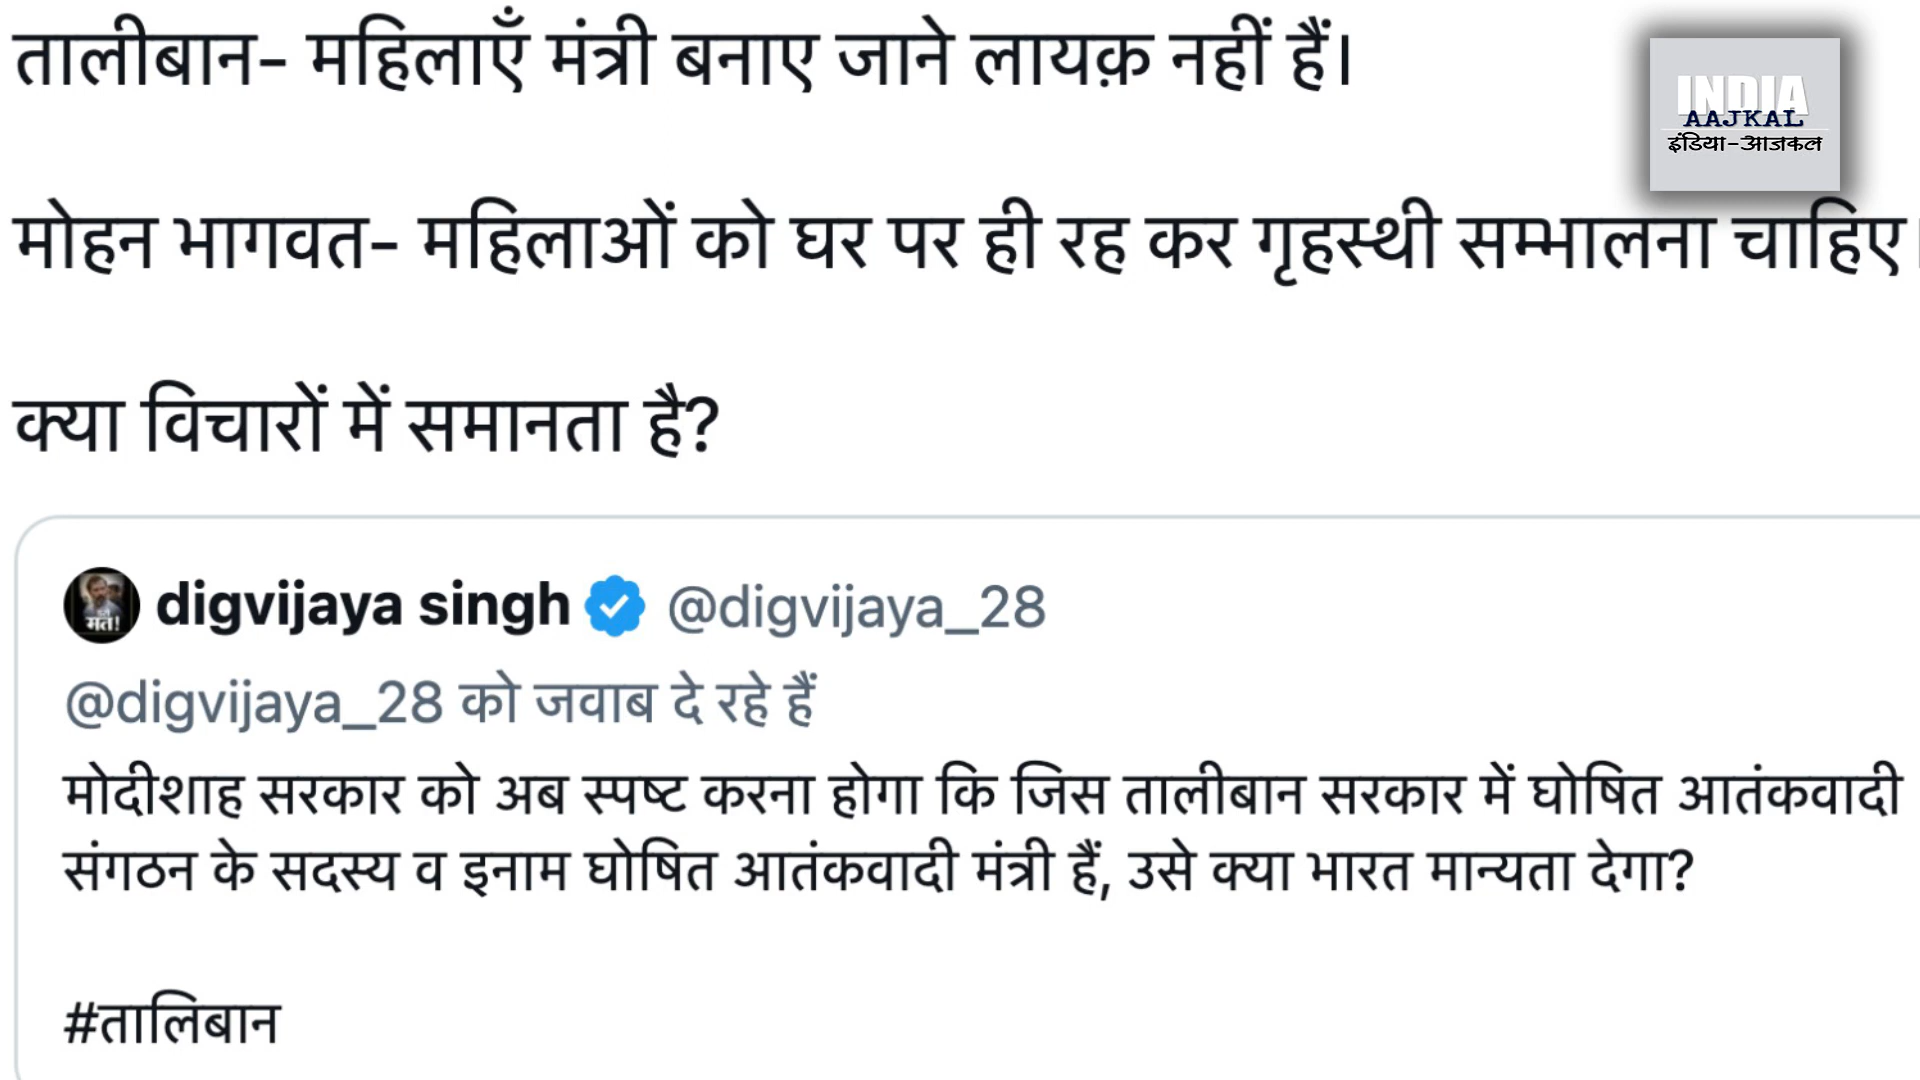 तालीबान- महिलाएँ मंत्री बनाए जाने लायक़ नहीं हैं।
INDIA
AAJKAL
इंडिया-आजकल
मोहन भागवत- महिलाओं को घर पर ही रह कर गृहस्थी सम्भालना चाहिए।
क्या विचारों में समानता है?
मत!
digvijaya singh @digvijaya_28
@digvijaya_28 को जवाब दे रहे हैं
मोदीशाह सरकार को अब स्पष्ट करना होगा कि जिस तालीबान सरकार में घोषित आतंकवादी
संगठन के सदस्य व इनाम घोषित आतंकवादी मंत्री हैं, उसे क्या भारत मान्यता देगा?
#तालिबान